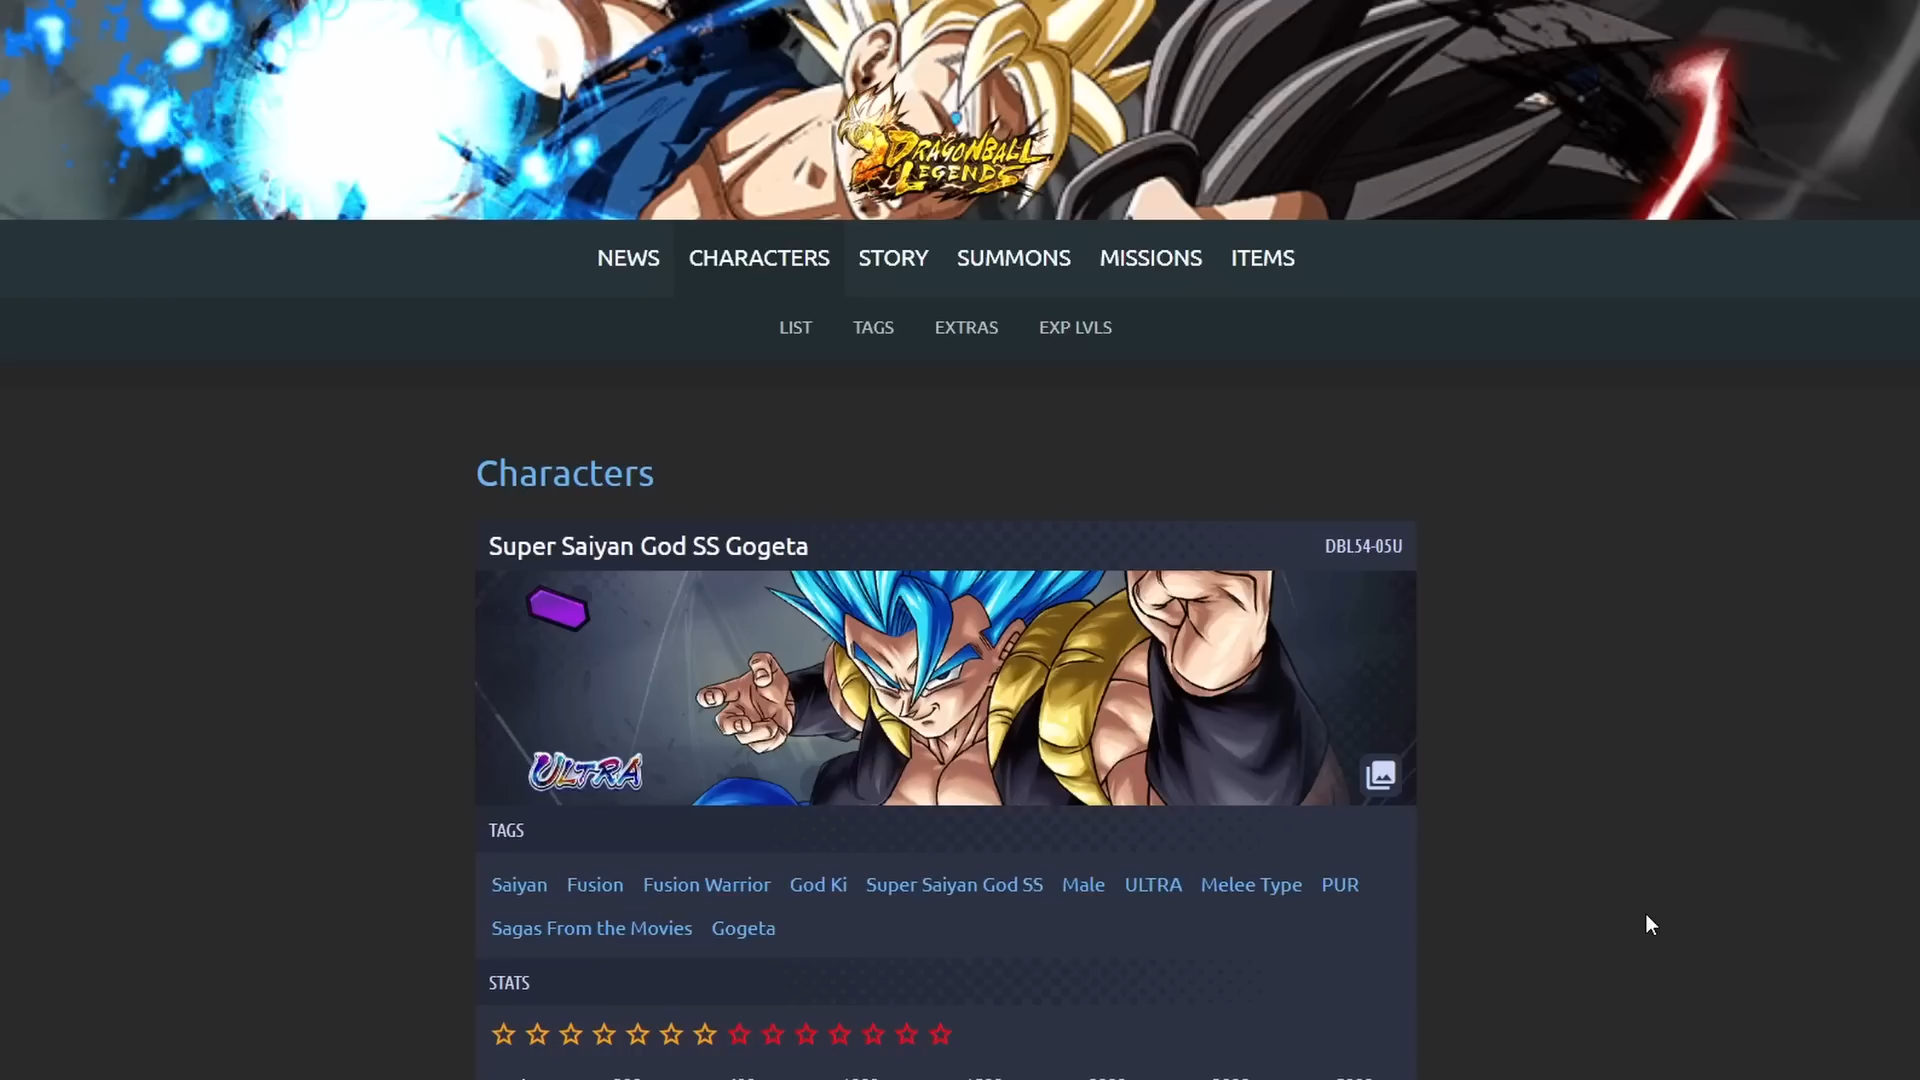 DRAGONBALL
LEGENDS
NEWS CHARACTERS STORY SUMMONS MISSIONS ITEMS
LIST TAGS EXTRAS EXP LVLS
Characters
Super Saiyan God SS Gogeta DBL54-05U
ULTRA
TAGS
Saiyan Fusion Fusion Warrior God Ki Super Saiyan God SS Male ULTRA Melee Type PUR
Sagas From the Movies Gogeta
STATS